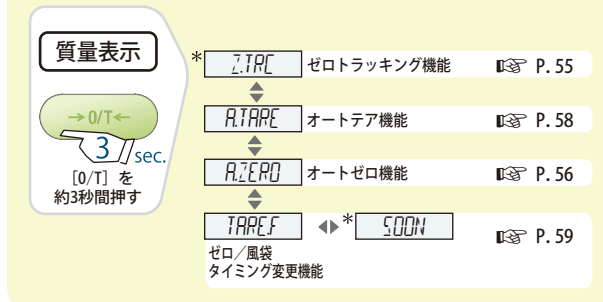 質量表示
→0/T←
3 sec.
[0/T] を
約3秒間押す
* Z.TRC ゼロトラッキング機能 ☞ P. 55
A.TARE オートテア機能 ☞ P. 58
A.ZERO オートゼロ機能 ☞ P. 56
TARE.F * SOON ☞ P. 59
ゼロ／風袋
タイミング変更機能